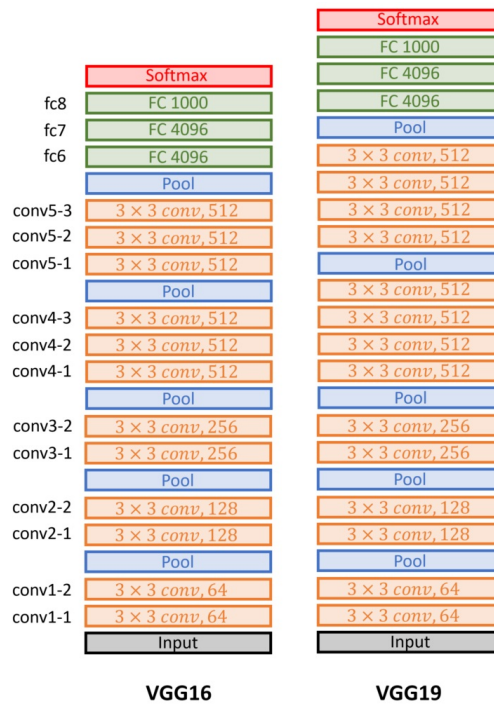 Softmax
fc8 FC 1000
fc7 FC 4096
fc6 FC 4096
Pool
conv5-3 3 × 3 conv, 512
conv5-2 3 × 3 conv, 512
conv5-1 3 × 3 conv, 512
Pool
conv4-3 3 × 3 conv, 512
conv4-2 3 × 3 conv, 512
conv4-1 3 × 3 conv, 512
Pool
conv3-2 3 × 3 conv, 256
conv3-1 3 × 3 conv, 256
Pool
conv2-2 3 × 3 conv, 128
conv2-1 3 × 3 conv, 128
Pool
conv1-2 3 × 3 conv, 64
conv1-1 3 × 3 conv, 64
Input
VGG16
Softmax
FC 1000
FC 4096
FC 4096
Pool
3 × 3 conv, 512
3 × 3 conv, 512
3 × 3 conv, 512
3 × 3 conv, 512
Pool
3 × 3 conv, 512
3 × 3 conv, 512
3 × 3 conv, 512
3 × 3 conv, 512
Pool
3 × 3 conv, 256
3 × 3 conv, 256
Pool
3 × 3 conv, 128
3 × 3 conv, 128
Pool
3 × 3 conv, 64
3 × 3 conv, 64
Input
VGG19